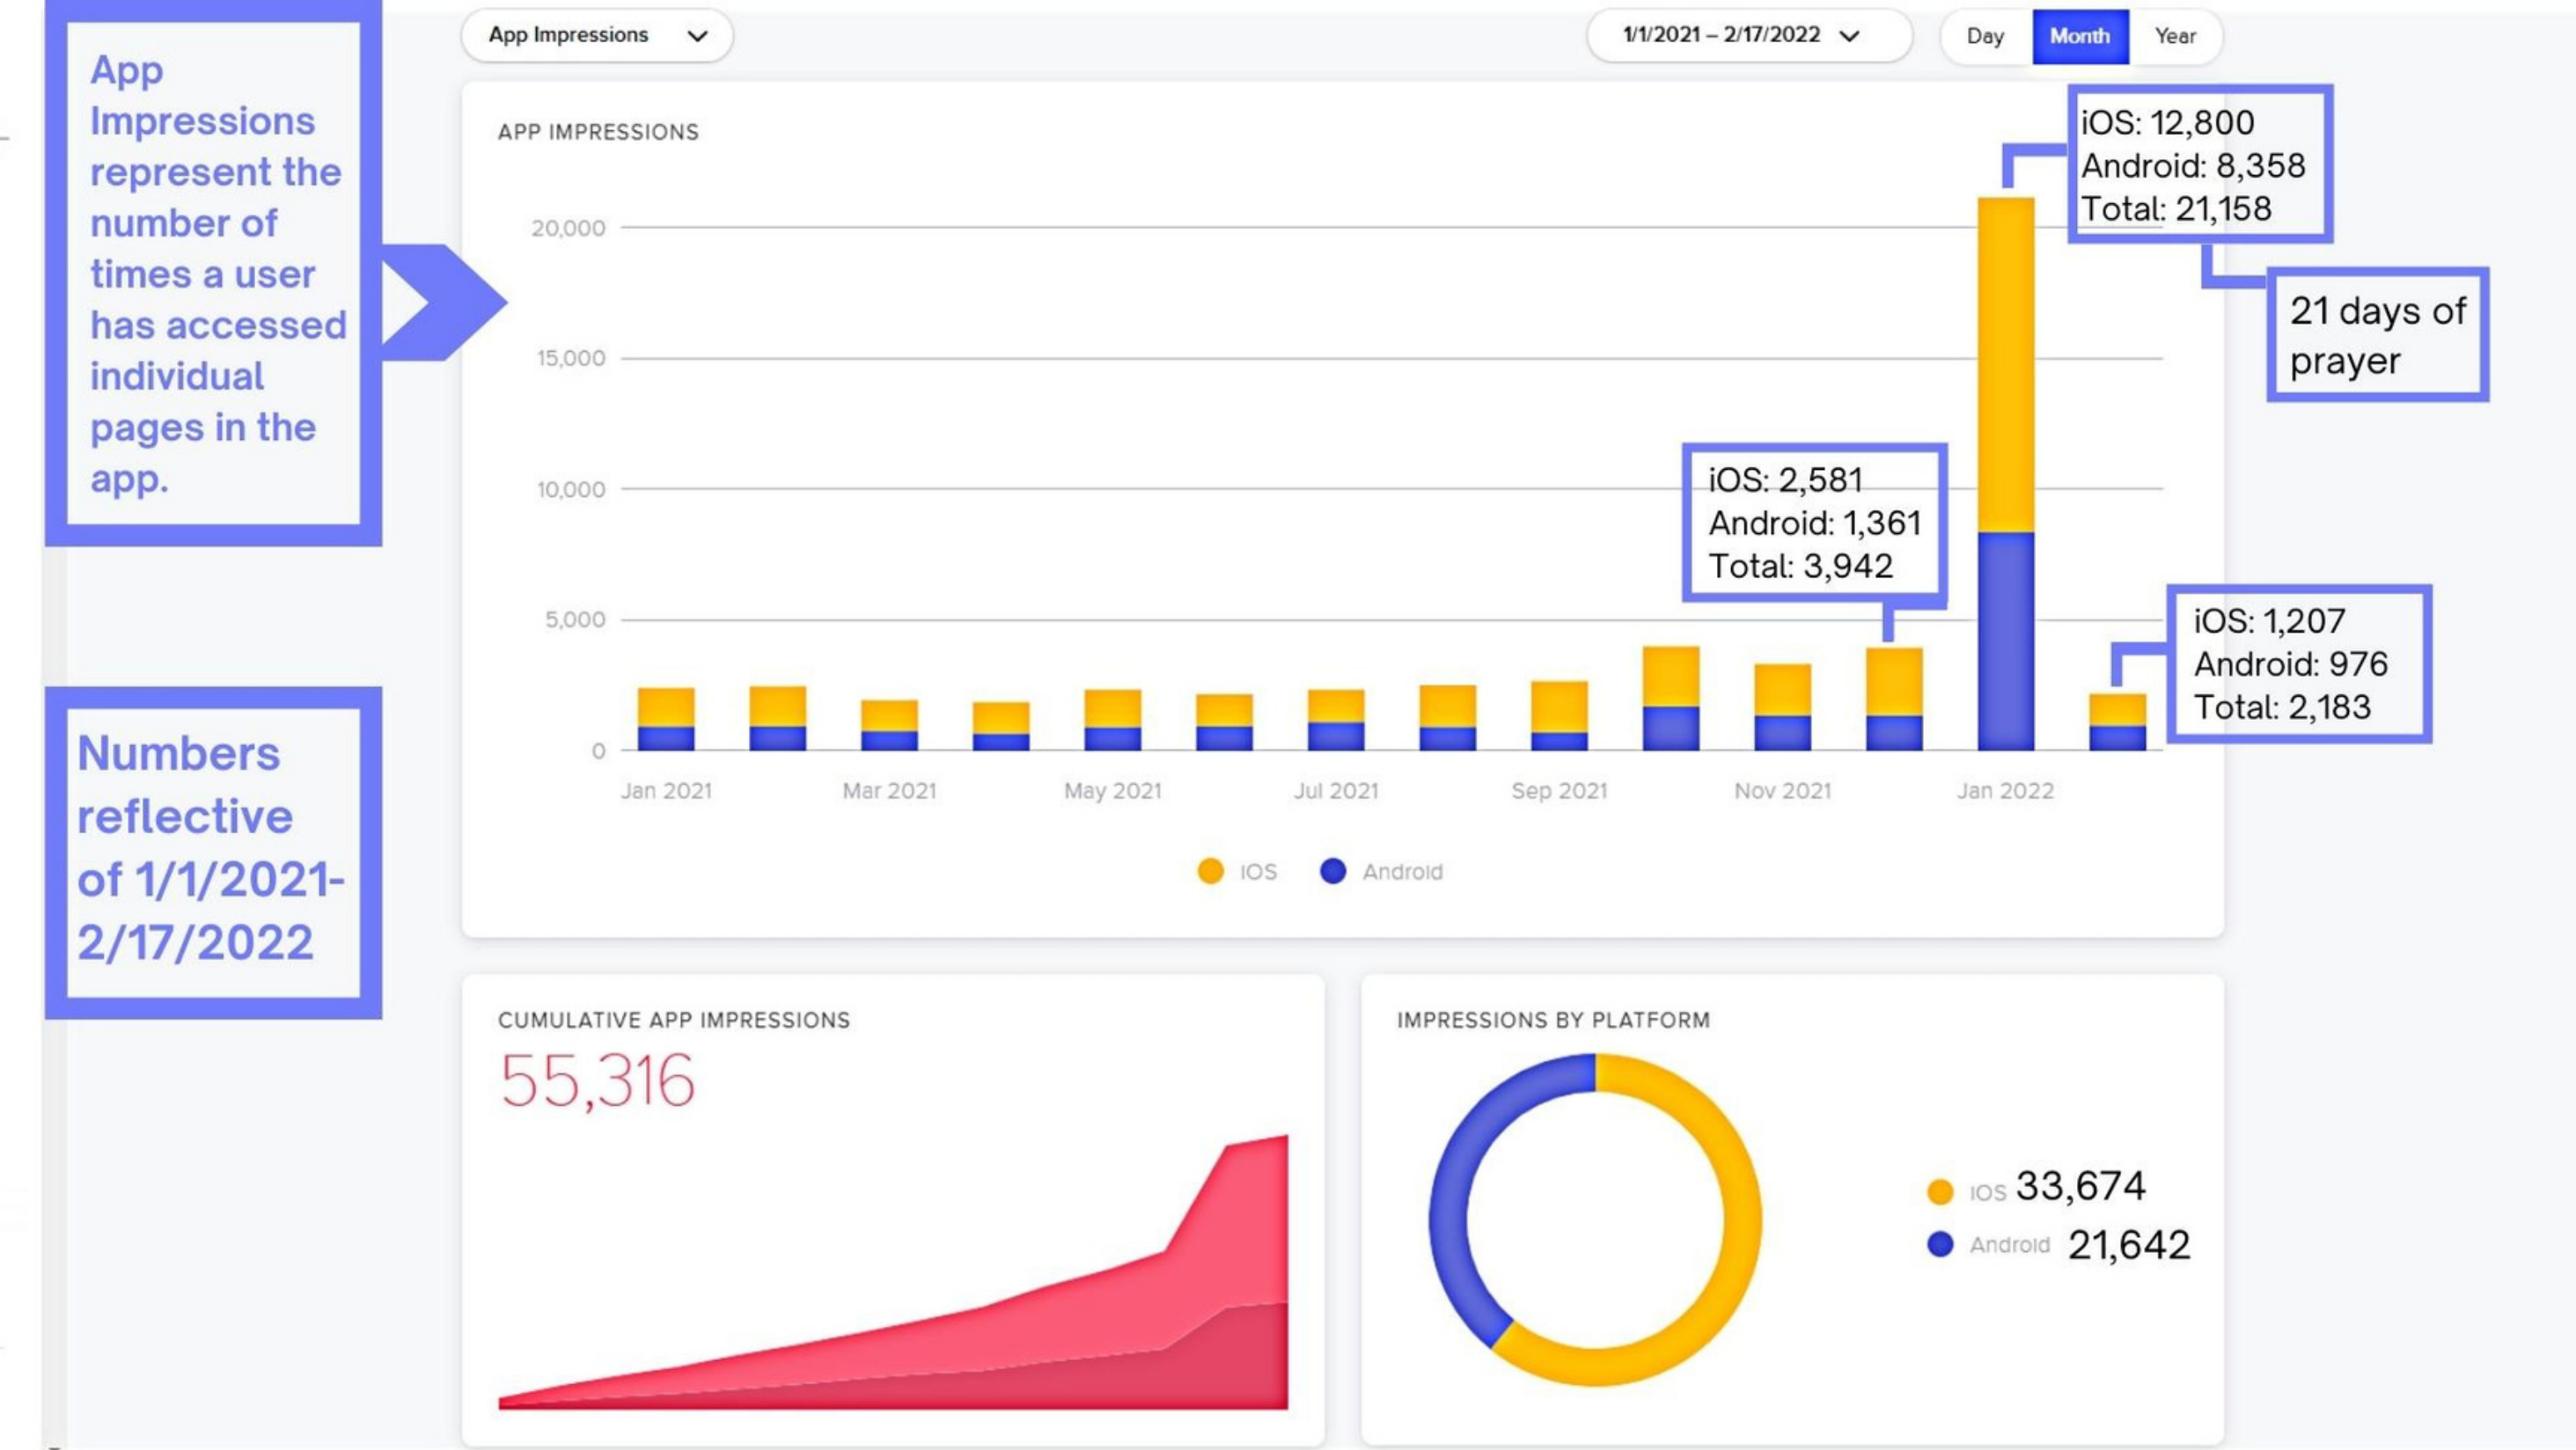 App
Impressions
represent the
number of
times a user
has accessed
individual
pages in the
app.
Numbers
reflective
of 1/1/2021-
2/17/2022
App Impressions
1/1/2021 – 2/17/2022
Day
Month
Year
APP IMPRESSIONS
20,000
15,000
10,000
5,000
0
iOS: 12,800
Android: 8,358
Total: 21,158
21 days of
prayer
iOS: 2,581
Android: 1,361
Total: 3,942
iOS: 1,207
Android: 976
Total: 2,183
Jan 2021
Mar 2021
May 2021
Jul 2021
Sep 2021
Nov 2021
Jan 2022
IOS
Android
CUMULATIVE APP IMPRESSIONS
55,316
IMPRESSIONS BY PLATFORM
IOS 33,674
Android 21,642